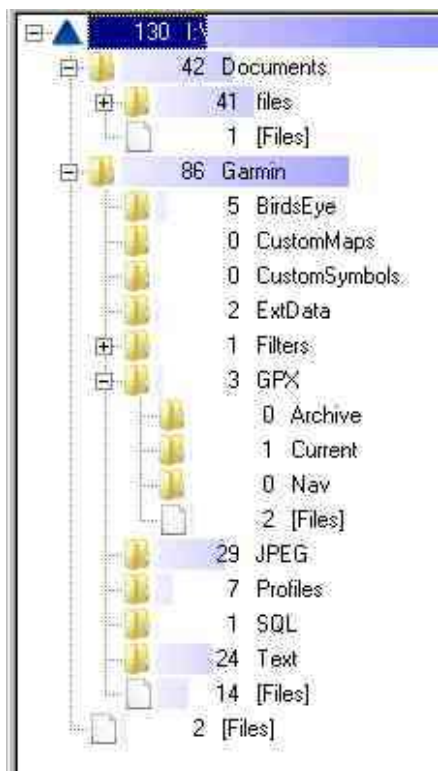 130 I:\
42 Documents
41 files
1 [Files]
86 Garmin
5 BirdsEye
0 CustomMaps
0 CustomSymbols
2 ExtData
1 Filters
3 GPX
0 Archive
1 Current
0 Nav
2 [Files]
29 JPEG
7 Profiles
1 SQL
24 Text
14 [Files]
2 [Files]